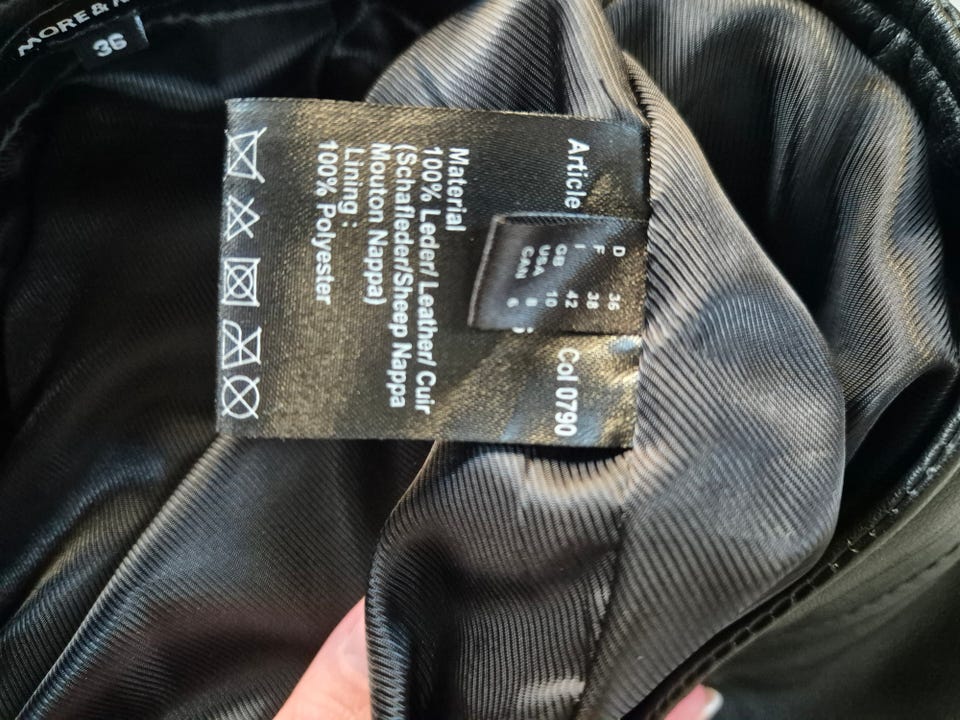 MORE &
36
Article
Col 0790
D 36
F 38
I 42
GB 10
USA 8
CAN 6
Material
100% Leder/ Leather/ Cuir
(Schafleder/Sheep Nappa
Mouton Nappa)
Lining :
100% Polyester